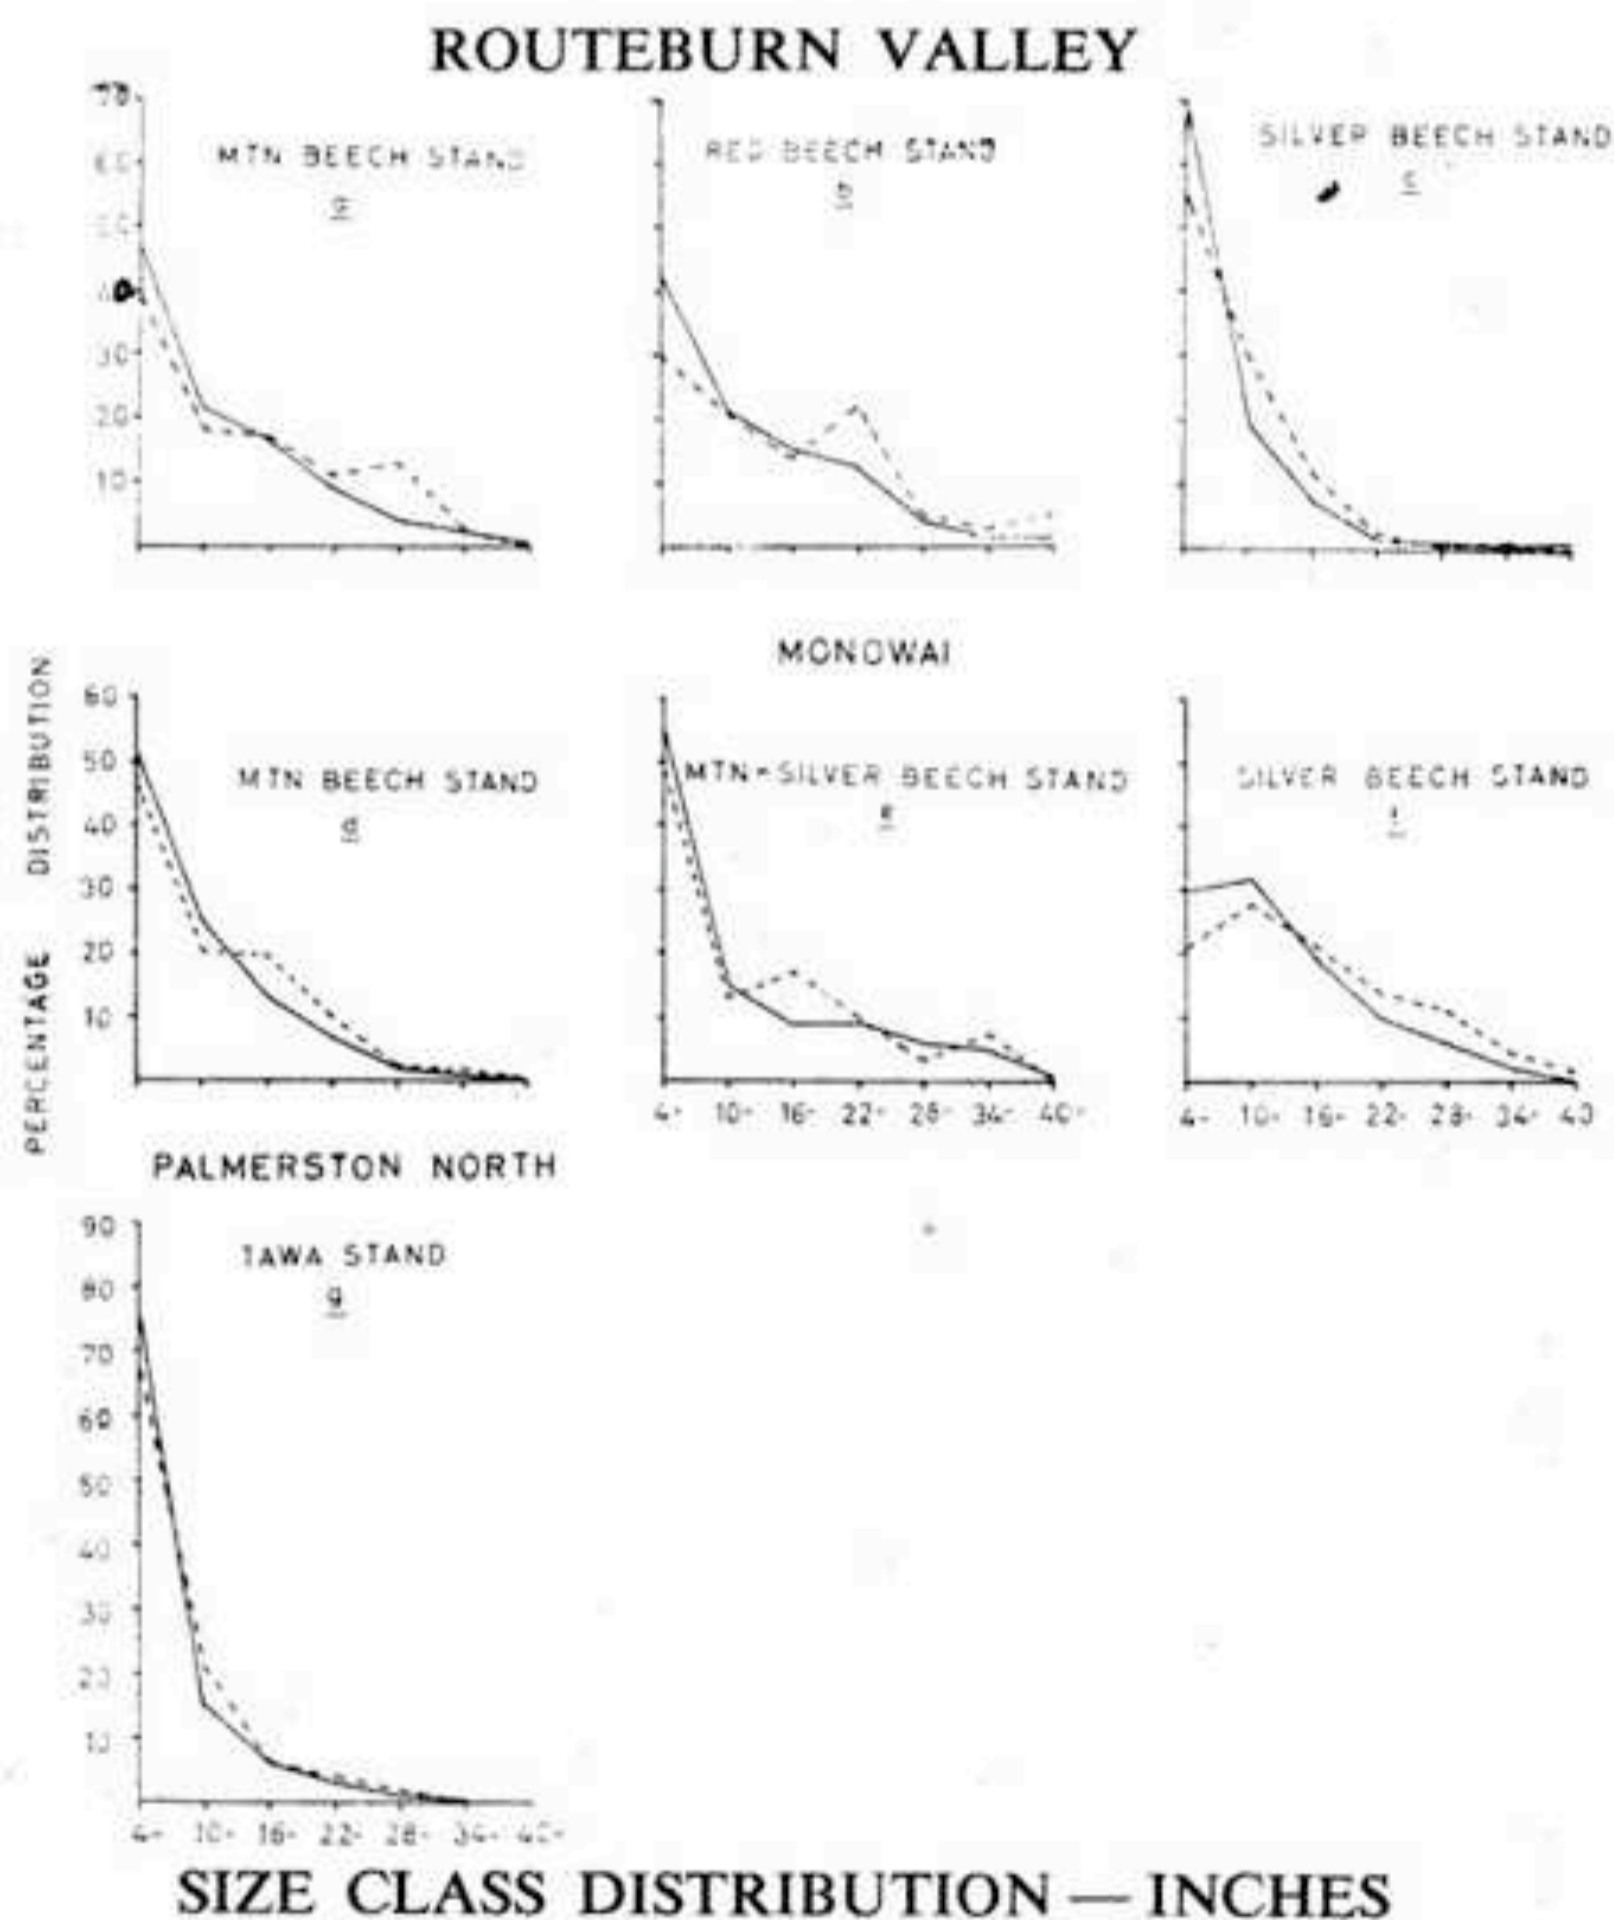 ROUTEBURN VALLEY
70
60
50
40
30
20
10
MTN BEECH STAND
a
RED BEECH STAND
b
SILVER BEECH STAND
c
MONOWAI
PERCENTAGE DISTRIBUTION
60
50
40
30
20
10
MTN BEECH STAND
d
MTN-SILVER BEECH STAND
e
4- 10- 16- 22- 28- 34- 40-
SILVER BEECH STAND
f
4- 10- 16- 22- 28- 34- 40
PALMERSTON NORTH
90
80
70
60
50
40
30
20
10
TAWA STAND
g
4- 10- 16- 22- 28- 34- 40-
SIZE CLASS DISTRIBUTION — INCHES